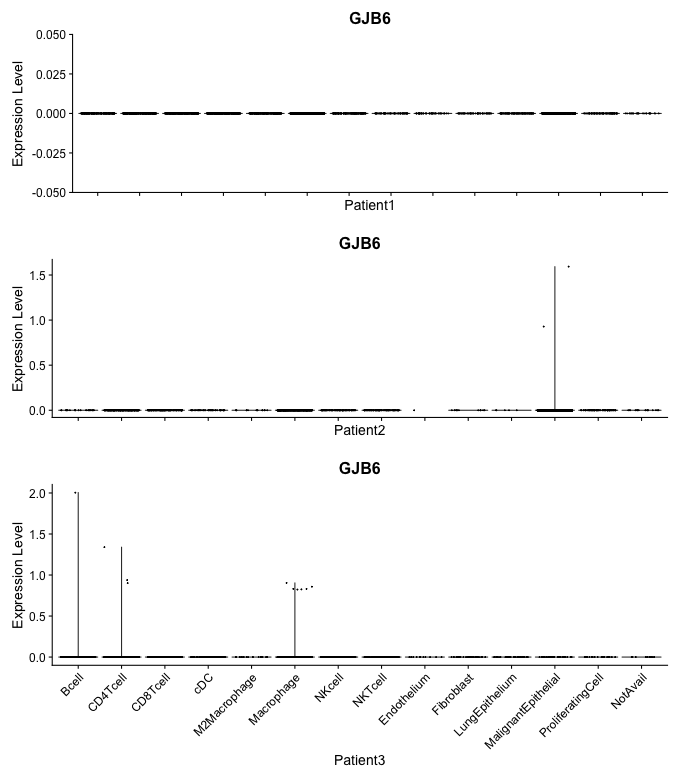 GJB6
Expression Level
0.050
0.025
0.000
-0.025
-0.050
Patient1
GJB6
Expression Level
1.5
1.0
0.5
0.0
Patient2
GJB6
Expression Level
2.0
1.5
1.0
0.5
0.0
Bcell
CD4Tcell
CD8Tcell
cDC
M2Macrophage
Macrophage
NKcell
NKTcell
Endothelium
Fibroblast
LungEpithelium
MalignantEpithelial
ProliferatingCell
NotAvail
Patient3